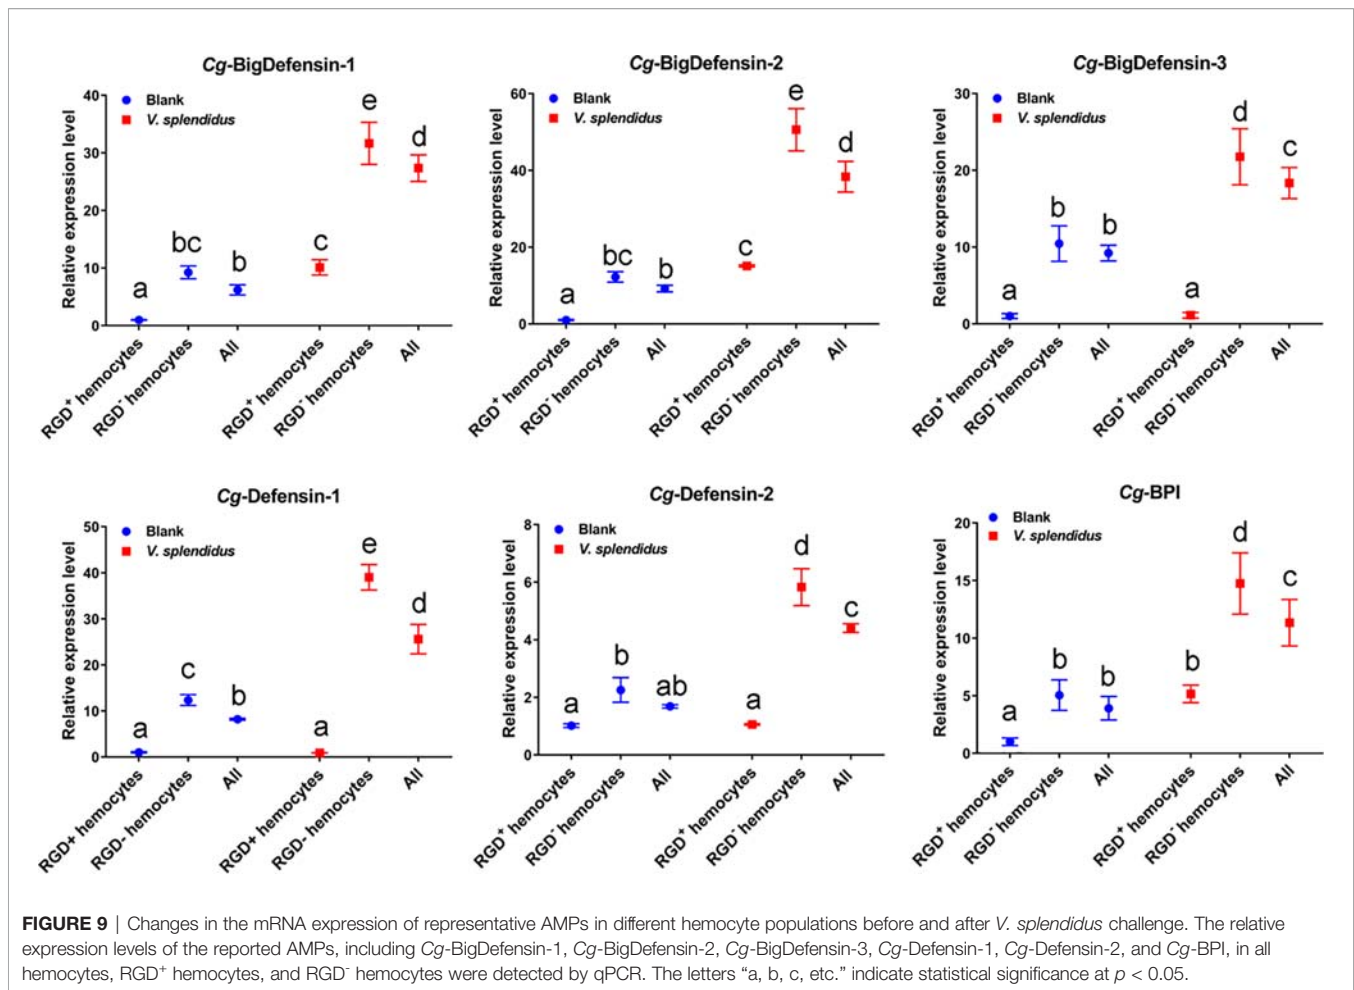 Cg-BigDefensin-1
Relative expression level
40
30
20
10
0
Blank
V. splendidus
a
bc
b
c
e
d
RGD+ hemocytes
RGD- hemocytes
All
RGD+ hemocytes
RGD- hemocytes
All
Cg-BigDefensin-2
Relative expression level
60
40
20
0
Blank
V. splendidus
a
bc
b
c
e
d
RGD+ hemocytes
RGD- hemocytes
All
RGD+ hemocytes
RGD- hemocytes
All
Cg-BigDefensin-3
Relative expression level
30
20
10
0
Blank
V. splendidus
a
b
b
a
d
c
RGD+ hemocytes
RGD- hemocytes
All
RGD+ hemocytes
RGD- hemocytes
All
Cg-Defensin-1
Relative expression level
50
40
30
20
10
0
Blank
V. splendidus
a
c
b
a
e
d
RGD+ hemocytes
RGD- hemocytes
All
RGD+ hemocytes
RGD- hemocytes
All
Cg-Defensin-2
Relative expression level
8
6
4
2
0
Blank
V. splendidus
a
b
ab
a
d
c
RGD+ hemocytes
RGD- hemocytes
All
RGD+ hemocytes
RGD- hemocytes
All
Cg-BPI
Relative expression level
20
15
10
5
0
Blank
V. splendidus
a
b
b
b
d
c
RGD+ hemocytes
RGD- hemocytes
All
RGD+ hemocytes
RGD- hemocytes
All
FIGURE 9 | Changes in the mRNA expression of representative AMPs in different hemocyte populations before and after V. splendidus challenge. The relative
expression levels of the reported AMPs, including Cg-BigDefensin-1, Cg-BigDefensin-2, Cg-BigDefensin-3, Cg-Defensin-1, Cg-Defensin-2, and Cg-BPI, in all
hemocytes, RGD+ hemocytes, and RGD- hemocytes were detected by qPCR. The letters “a, b, c, etc.” indicate statistical significance at p < 0.05.